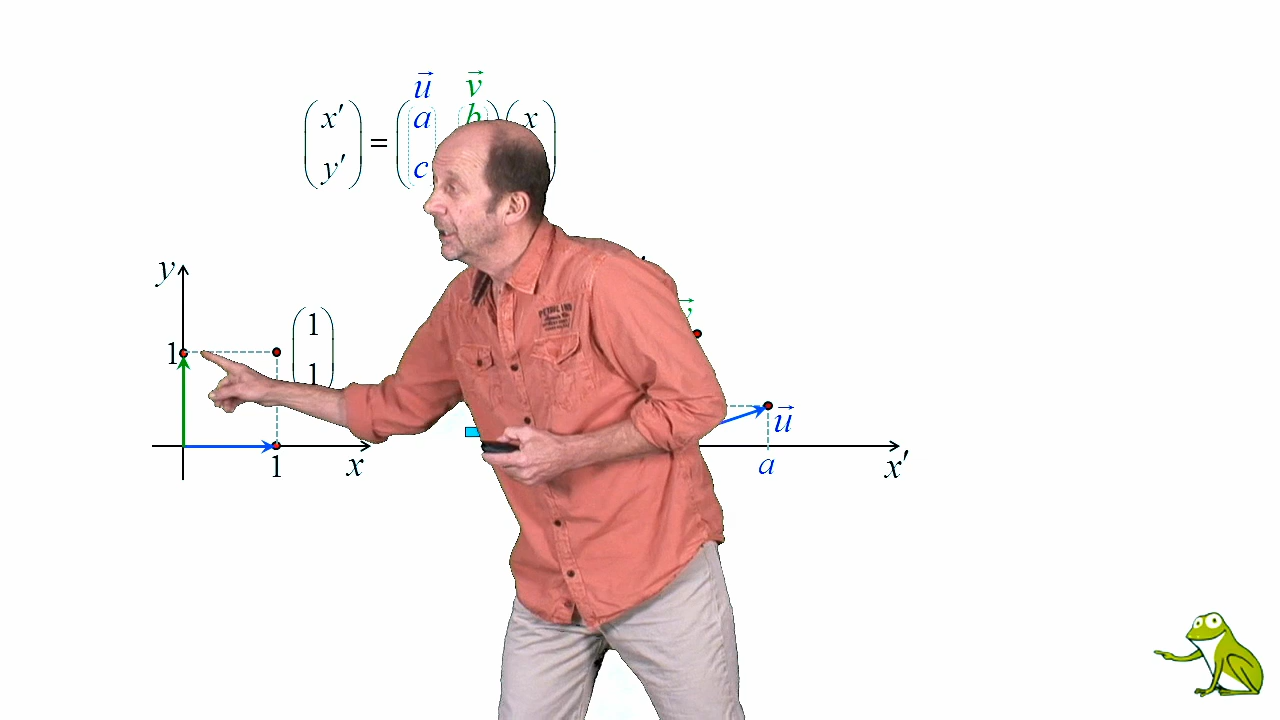 u v
x′ = a b x
y′ c
y
1 1
1
1 x
u
a x′